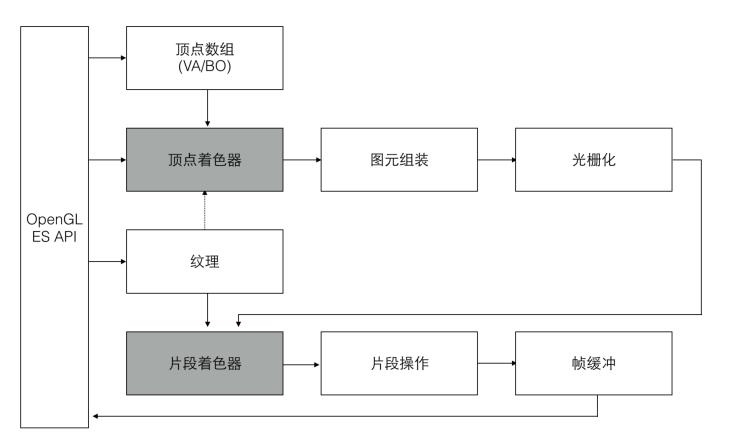 顶点数组
(VA/BO)
顶点着色器
图元组装
光栅化
OpenGL
ES API
纹理
片段着色器
片段操作
帧缓冲